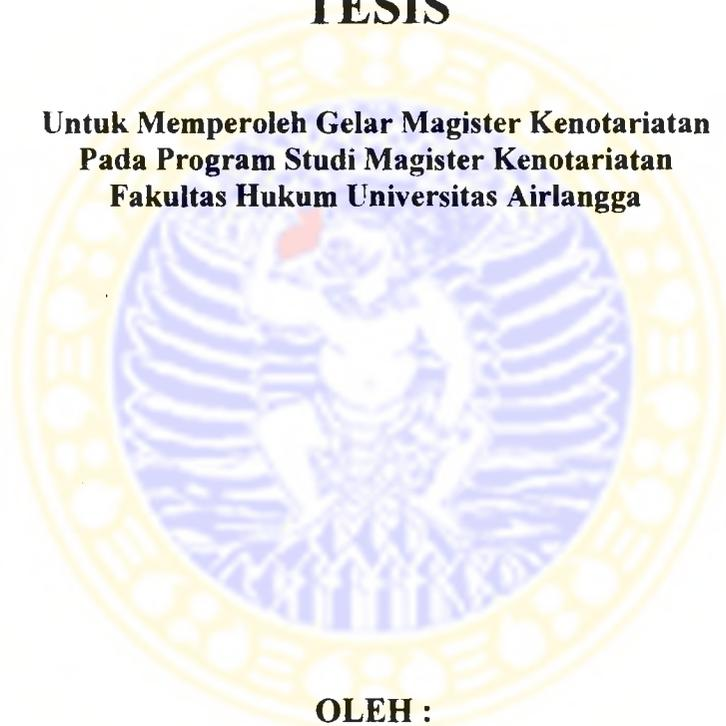 TESIS
Untuk Memperoleh Gelar Magister Kenotariatan
Pada Program Studi Magister Kenotariatan
Fakultas Hukum Universitas Airlangga
OLEH :